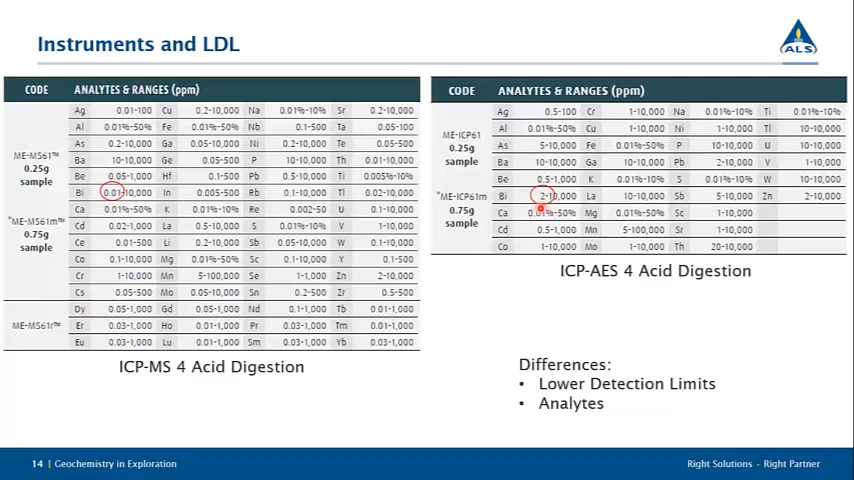 Instruments and LDL
ALS
CODE ANALYTES & RANGES (ppm)
Ag 0.01-100 Cu 0.2-10,000 Na 0.01%-10% Sr 0.2-10,000
Al 0.01%-50% Fe 0.01%-50% Nb 0.1-500 Ta 0.05-100
As 0.2-10,000 Ga 0.05-10,000 Ni 0.2-10,000 Te 0.05-500
ME-MS61™ Ba 10-10,000 Ge 0.05-500 P 10-10,000 Th 0.01-10,000
0.25g Be 0.05-1,000 Hf 0.1-500 Pb 0.5-10,000 Ti 0.005%-10%
sample Bi 0.01-10,000 In 0.005-500 Rb 0.1-10,000 Tl 0.02-10,000
Ca 0.01%-50% K 0.01%-10% Re 0.002-50 U 0.1-10,000
*ME-MS61m™ Cd 0.02-1,000 La 0.5-10,000 S 0.01%-10% V 1-10,000
0.75g Ce 0.01-500 Li 0.2-10,000 Sb 0.05-10,000 W 0.1-10,000
sample Co 0.1-10,000 Mg 0.01%-50% Sc 0.1-10,000 Y 0.1-500
Cr 1-10,000 Mn 5-100,000 Se 1-1,000 Zn 2-10,000
Cs 0.05-500 Mo 0.05-10,000 Sn 0.2-500 Zr 0.5-500
Dy 0.05-1,000 Gd 0.05-1,000 Nd 0.1-1,000 Tb 0.01-1,000
ME-MS61r™ Er 0.03-1,000 Ho 0.01-1,000 Pr 0.03-1,000 Tm 0.01-1,000
Eu 0.03-1,000 Lu 0.01-1,000 Sm 0.03-1,000 Yb 0.03-1,000
ICP-MS 4 Acid Digestion
CODE ANALYTES & RANGES (ppm)
Ag 0.5-100 Cr 1-10,000 Na 0.01%-10% Ti 0.01%-10%
ME-ICP61 Al 0.01%-50% Cu 1-10,000 Ni 1-10,000 Tl 10-10,000
0.25g As 5-10,000 Fe 0.01%-50% P 10-10,000 U 10-10,000
sample Ba 10-10,000 Ga 10-10,000 Pb 2-10,000 V 1-10,000
Be 0.5-1,000 K 0.01%-10% S 0.01%-10% W 10-10,000
*ME-ICP61m Bi 2-10,000 La 10-10,000 Sb 5-10,000 Zn 2-10,000
0.75g Ca 0.01%-50% Mg 0.01%-50% Sc 1-10,000
sample Cd 0.5-1,000 Mn 5-100,000 Sr 1-10,000
Co 1-10,000 Mo 1-10,000 Th 20-10,000
ICP-AES 4 Acid Digestion
Differences:
• Lower Detection Limits
• Analytes
14 | Geochemistry in Exploration
Right Solutions · Right Partner